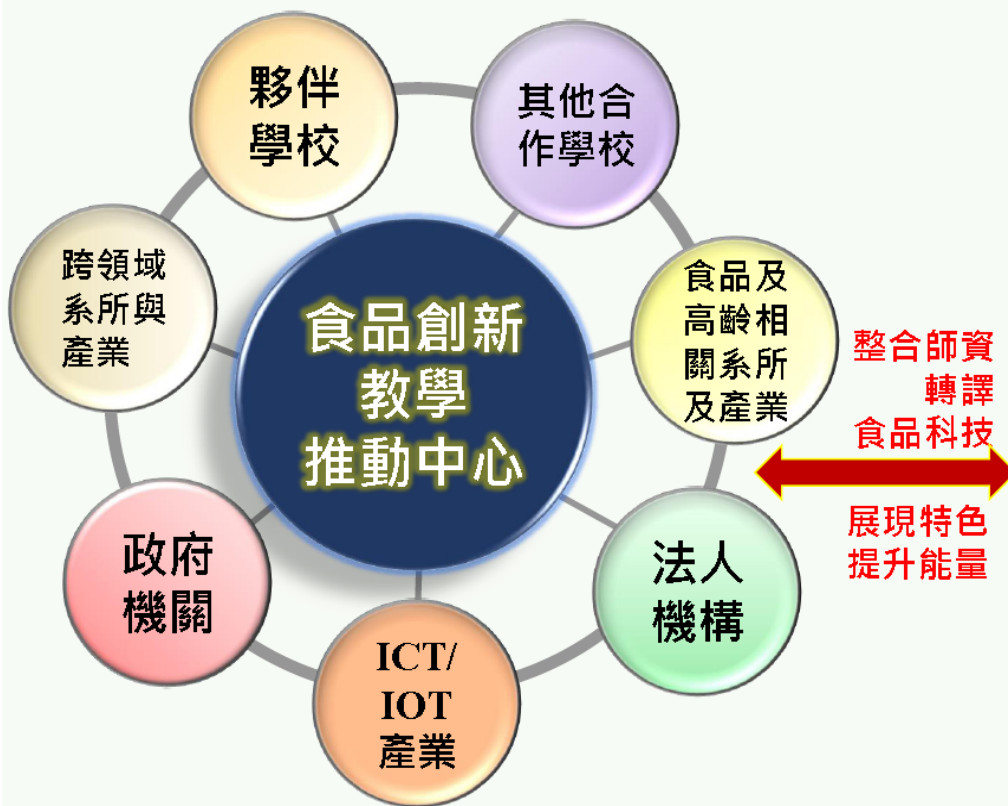 夥伴
學校
其他合
作學校
跨領域
系所與
產業
食品創新
教學
推動中心
食品及
高齡相
關系所
及產業
整合師資
轉譯
食品科技
展現特色
提升能量
政府
機關
ICT/
IOT
產業
法人
機構